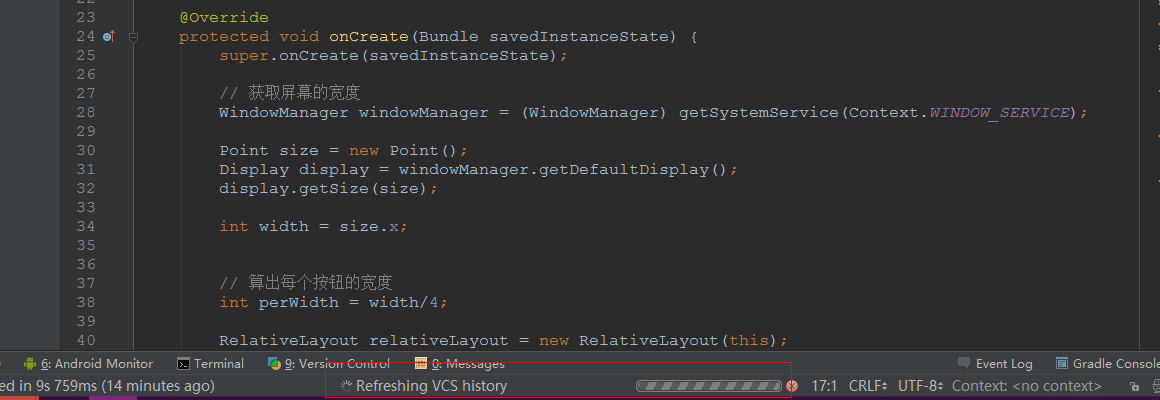 23 @Override
24 protected void onCreate(Bundle savedInstanceState) {
25 super.onCreate(savedInstanceState);
26
27 // 获取屏幕的宽度
28 WindowManager windowManager = (WindowManager) getSystemService(Context.WINDOW_SERVICE);
29
30 Point size = new Point();
31 Display display = windowManager.getDefaultDisplay();
32 display.getSize(size);
33
34 int width = size.x;
35
36
37 // 算出每个按钮的宽度
38 int perWidth = width/4;
39
40 RelativeLayout relativeLayout = new RelativeLayout(this);
6: Android Monitor Terminal 9: Version Control 0: Messages Event Log Gradle Console
ed in 9s 759ms (14 minutes ago) Refreshing VCS history 17:1 CRLF UTF-8 Context: <no context>